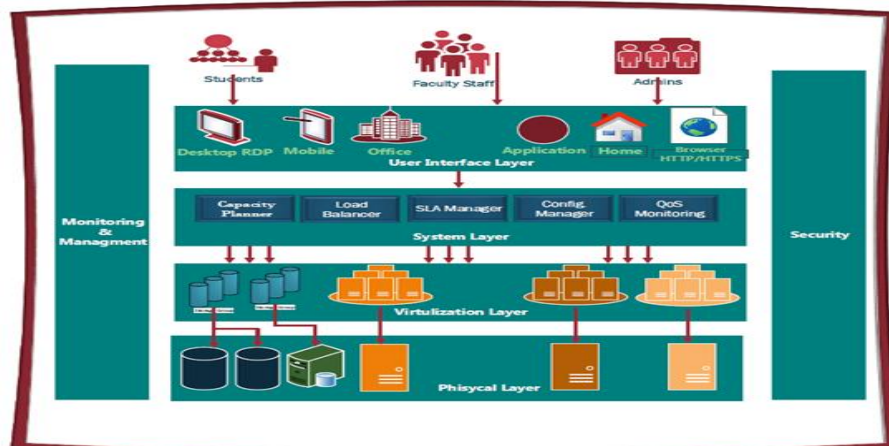 Students
Faculty Staff
Admins
Desktop RDP
Mobile
Office
Application
Home
Browser
HTTP/HTTPS
User Interface Layer
Capacity
Planner
Load
Balancer
SLA Manager
Config.
Manager
QoS
Monitoring
System Layer
Monitoring
&
Managment
Security
Virtulization Layer
Phisycal Layer